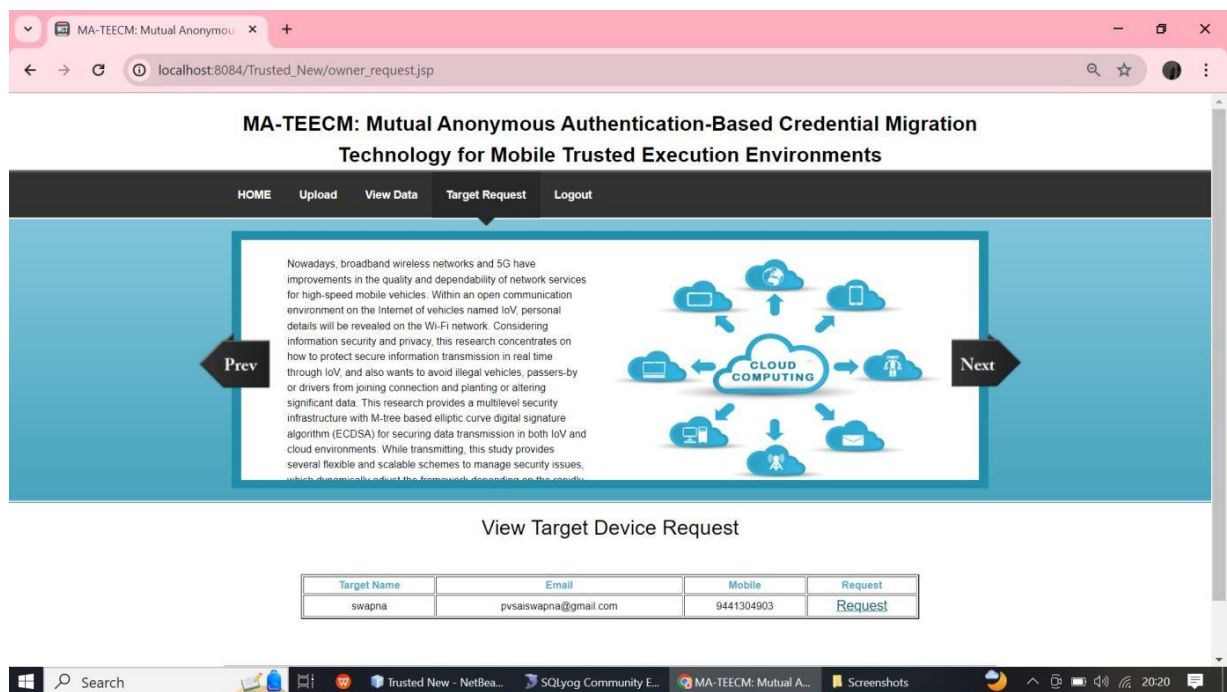 MA-TEECM: Mutual Anonymou
localhost:8084/Trusted_New/owner_request.jsp
MA-TEECM: Mutual Anonymous Authentication-Based Credential Migration
Technology for Mobile Trusted Execution Environments
HOME Upload View Data Target Request Logout
Nowadays, broadband wireless networks and 5G have
improvements in the quality and dependability of network services
for high-speed mobile vehicles. Within an open communication
environment on the Internet of vehicles named IoV, personal
details will be revealed on the Wi-Fi network. Considering
information security and privacy, this research concentrates on
how to protect secure information transmission in real time
through IoV, and also wants to avoid illegal vehicles, passers-by
or drivers from joining connection and planting or altering
significant data. This research provides a multilevel security
infrastructure with M-tree based elliptic curve digital signature
algorithm (ECDSA) for securing data transmission in both IoV and
cloud environments. While transmitting, this study provides
several flexible and scalable schemes to manage security issues,
which dynamically adjust the framework depending on the rapidly
Prev
CLOUD
COMPUTING
Next
View Target Device Request
Target Name Email Mobile Request
swapna pvsaiswapna@gmail.com 9441304903 Request
Search Trusted New - NetBea... SQLyog Community E... MA-TEECM: Mutual A... Screenshots 20:20